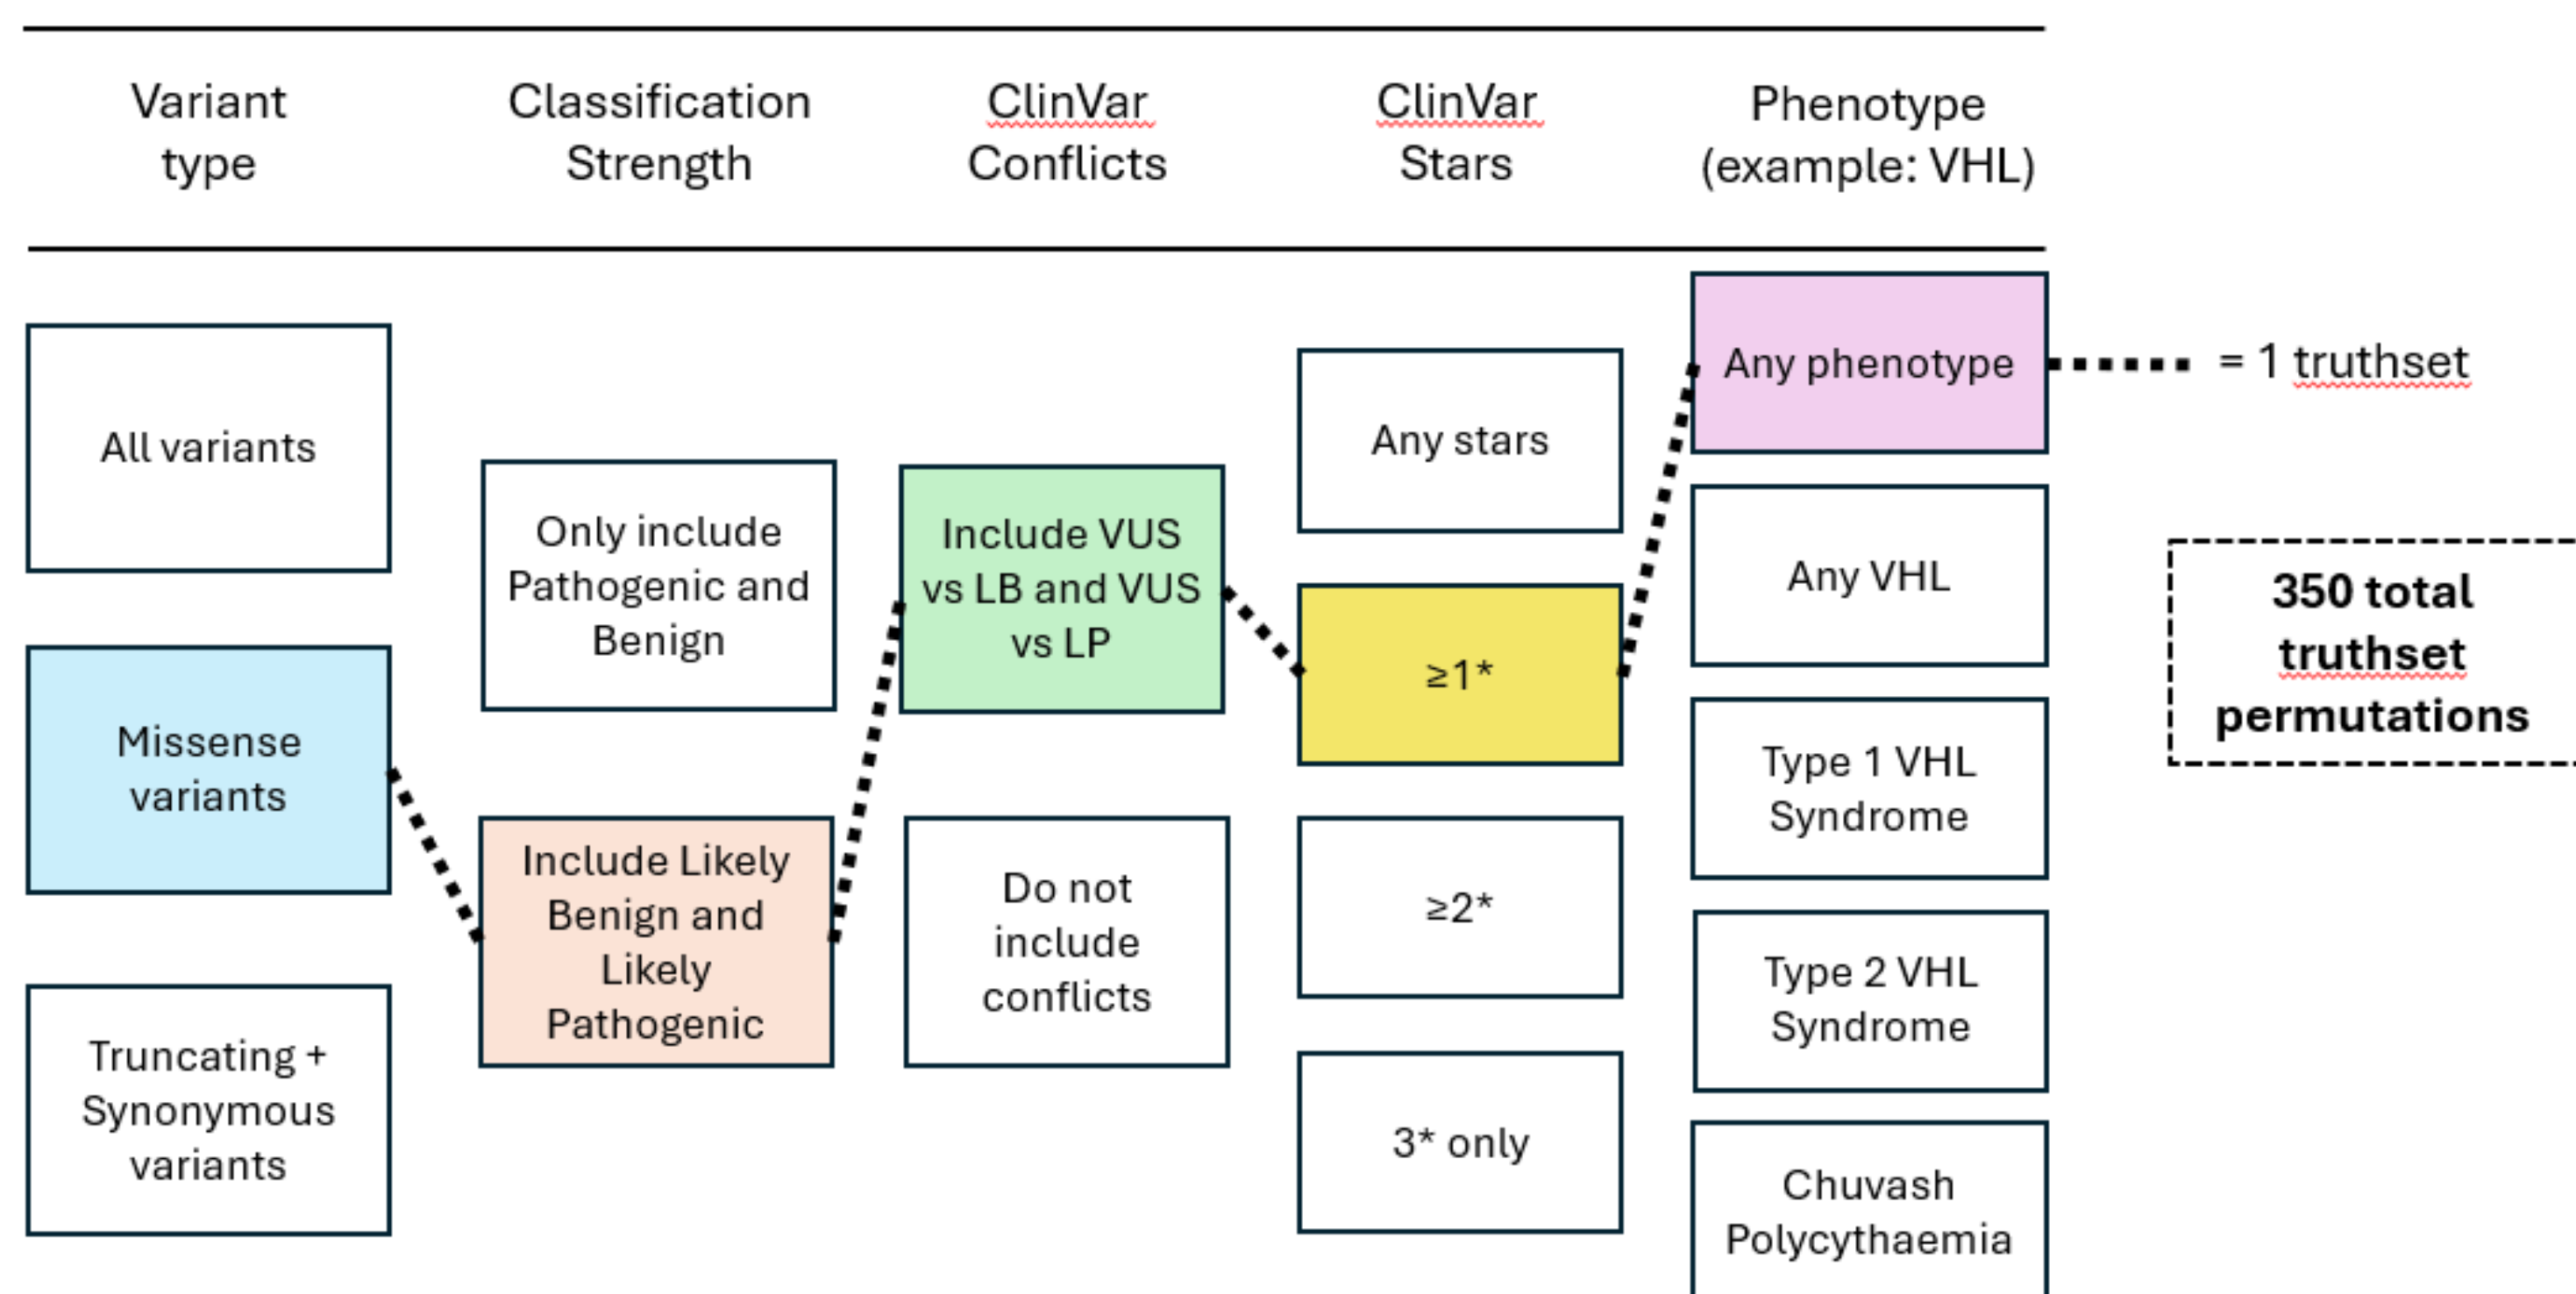 Variant
type
Classification
Strength
ClinVar
Conflicts
ClinVar
Stars
Phenotype
(example: VHL)
All variants
Missense
variants
Truncating +
Synonymous
variants
Only include
Pathogenic and
Benign
Include Likely
Benign and
Likely
Pathogenic
Include VUS
vs LB and VUS
vs LP
Do not
include
conflicts
Any stars
≥1*
≥2*
3* only
Any phenotype
Any VHL
Type 1 VHL
Syndrome
Type 2 VHL
Syndrome
Chuvash
Polycythaemia
= 1 truthset
350 total
truthset
permutations